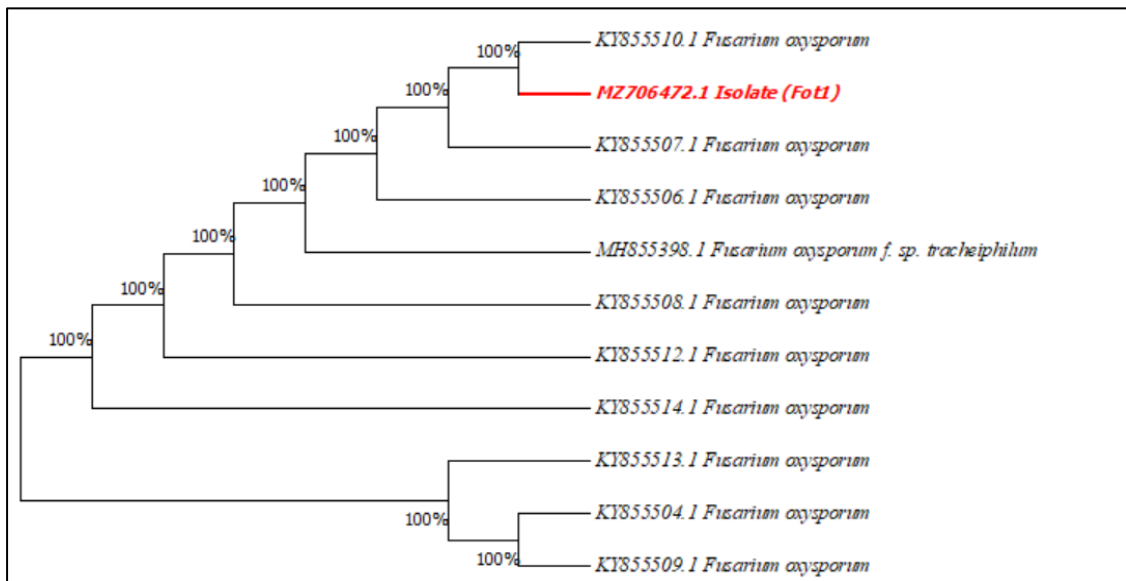 KY855510.1 Fusarium oxysporum
100%
MZ706472.1 Isolate (Fot1)
100%
KY855507.1 Fusarium oxysporum
100%
KY855506.1 Fusarium oxysporum
100%
MH855398.1 Fusarium oxysporum f. sp. tracheiphilum
100%
KY855508.1 Fusarium oxysporum
100%
KY855512.1 Fusarium oxysporum
100%
KY855514.1 Fusarium oxysporum
100%
KY855513.1 Fusarium oxysporum
100%
KY855504.1 Fusarium oxysporum
100%
KY855509.1 Fusarium oxysporum